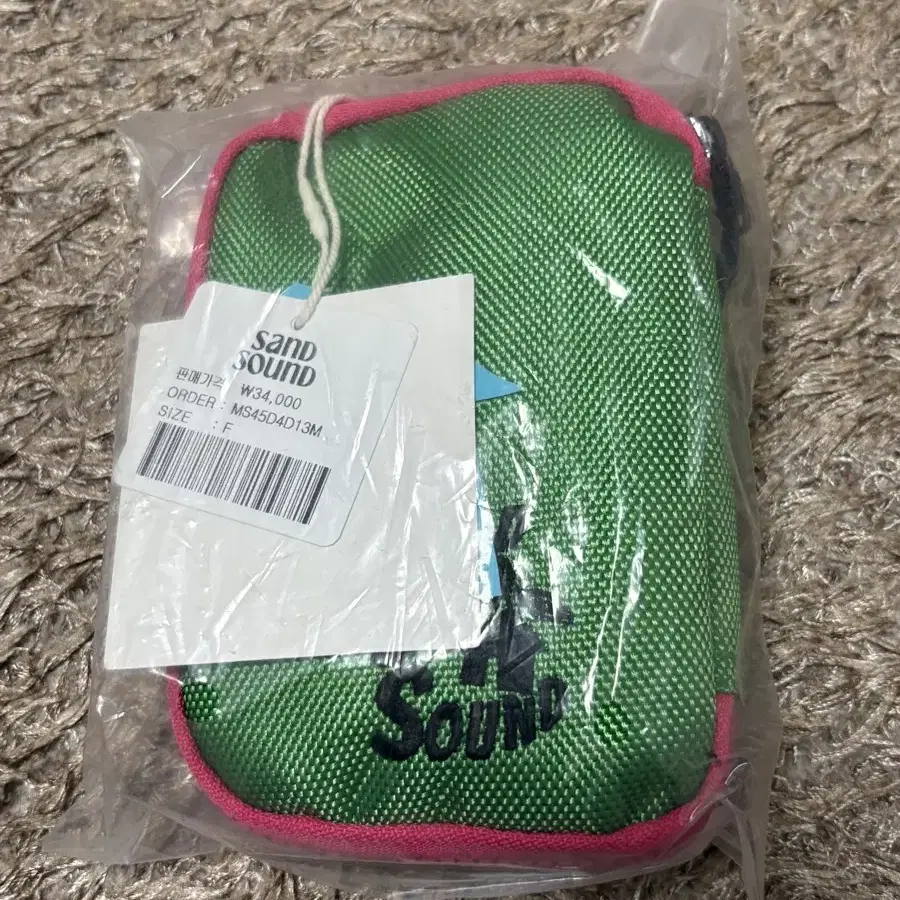 sand
sound
판매가격 ₩34,000
ORDER : MS45D4D13M
SIZE : F
SOUND